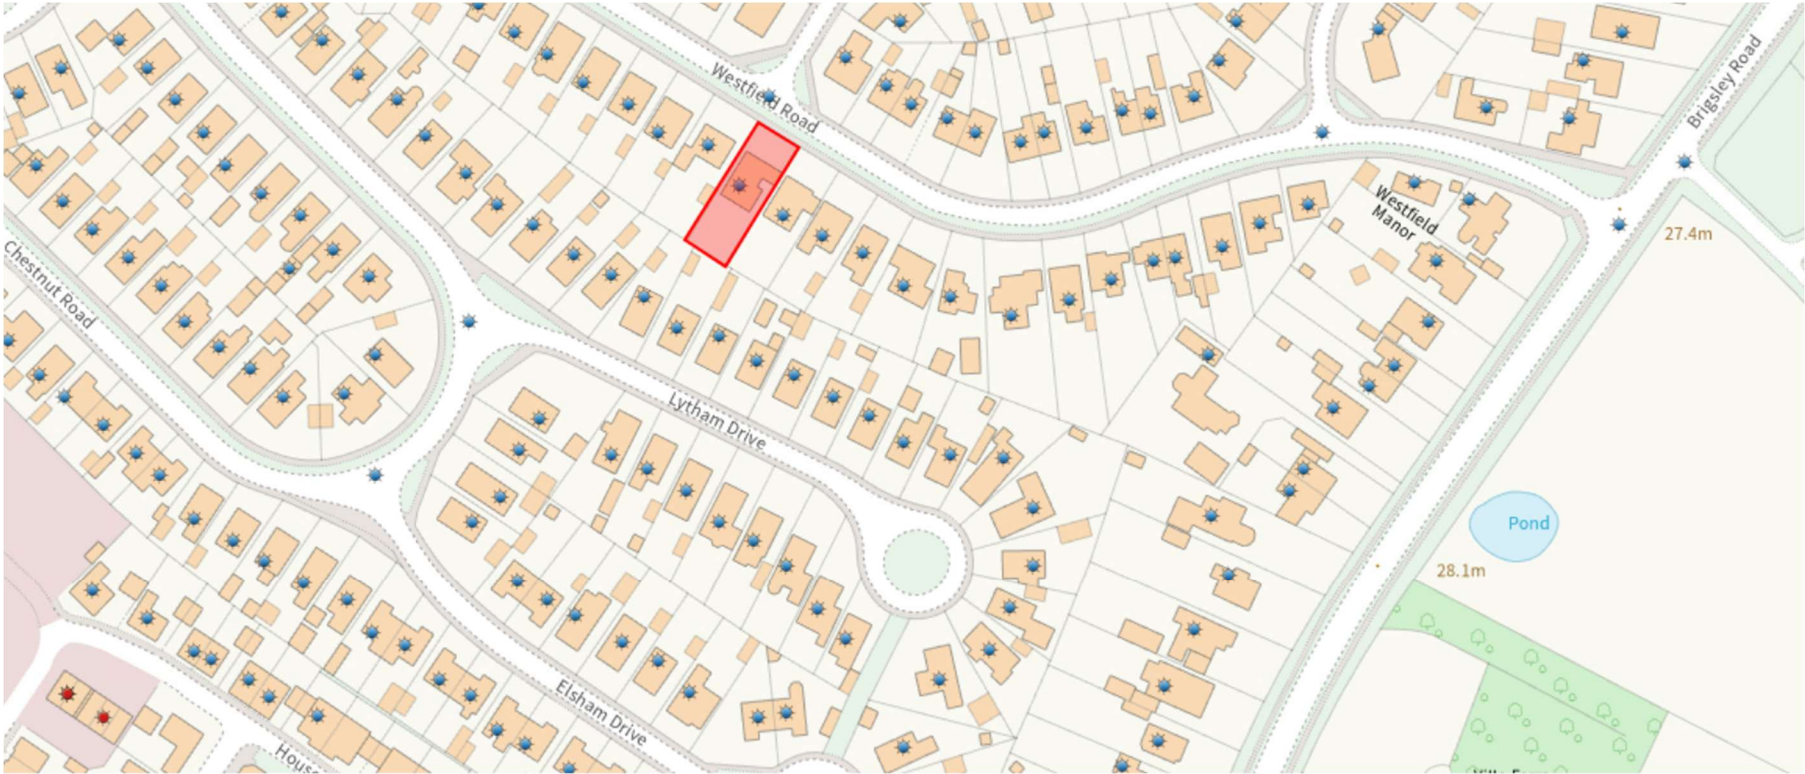 Westfield Road
Brigsley Road
Westfield
Manor
27.4m
Chestnut Road
Lytham Drive
Pond
28.1m
Elsham Drive